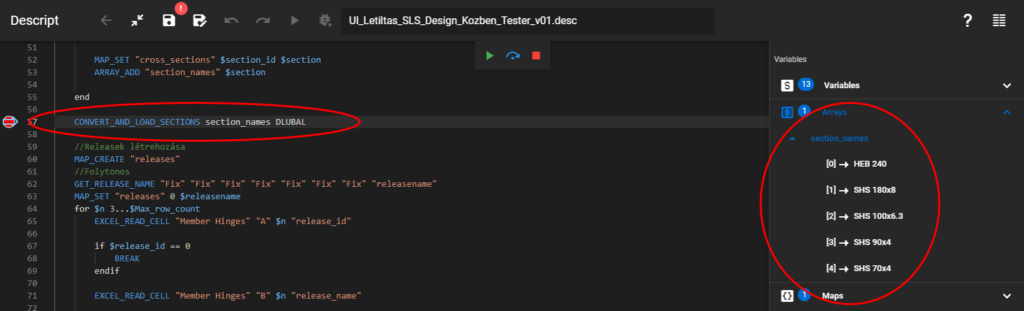 Descript
!
UI_Letiltas_SLS_Design_Kozben_Tester_v01.desc
?
51
52 MAP_SET "cross_sections" $section_id $section
53 ARRAY_ADD "section_names" $section
54
55 end
56
57 CONVERT_AND_LOAD_SECTIONS section_names DLUBAL
58
59 //Releasek létrehozása
60 MAP_CREATE "releases"
61 //Folytonos
62 GET_RELEASE_NAME "Fix" "Fix" "Fix" "Fix" "Fix" "Fix" "Fix" "releasename"
63 MAP_SET "releases" 0 $releasename
64 for $n 3...$Max_row_count
65 EXCEL_READ_CELL "Member Hinges" "A" $n "release_id"
66
67 if $release_id == 0
68 BREAK
69 endif
70
71 EXCEL_READ_CELL "Member Hinges" "B" $n "release_name"
72
Variables
S 13 Variables
[] 1 Arrays
section_names
[0] → HEB 240
[1] → SHS 180x8
[2] → SHS 100x6.3
[3] → SHS 90x4
[4] → SHS 70x4
{} 1 Maps